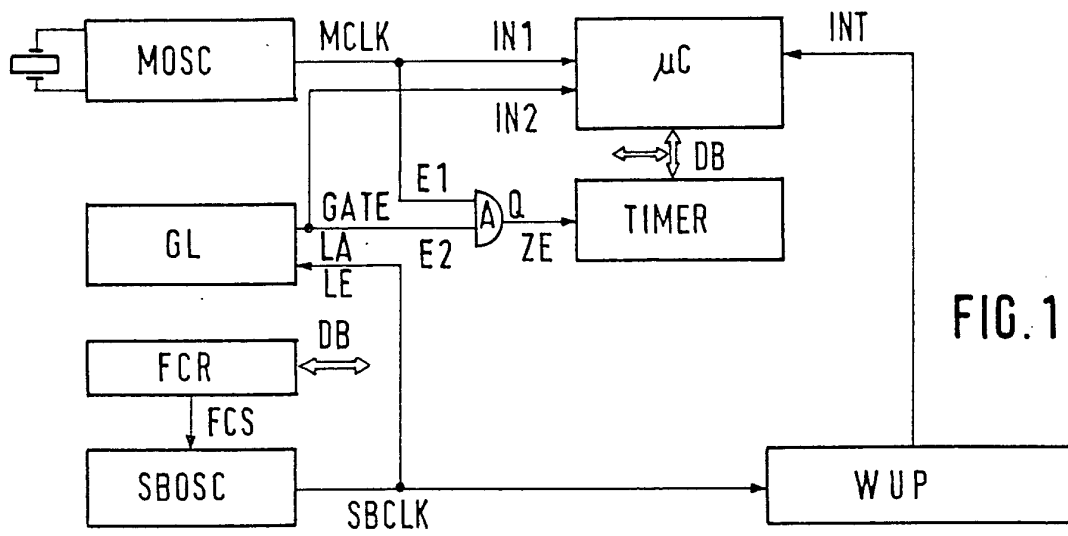 MOSC
MCLK
IN1
µC
INT
IN2
DB
E1
GATE
A
Q
TIMER
GL
LA
E2
ZE
LE
FIG. 1
DB
FCR
FCS
SBOSC
SBCLK
WUP